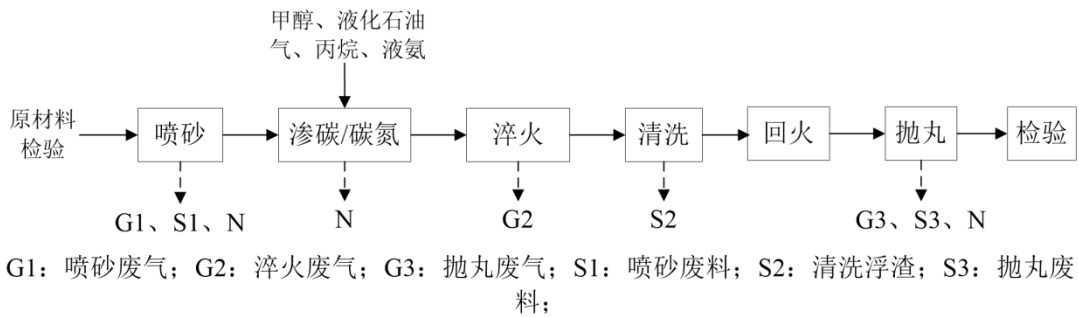 甲醇、液化石油
气、丙烷、液氨
原材料
检验
喷砂
渗碳/碳氮
淬火
清洗
回火
抛丸
检验
G1、S1、N
N
G2
S2
G3、S3、N
G1：喷砂废气；G2：淬火废气；G3：抛丸废气；S1：喷砂废料；S2：清洗浮渣；S3：抛丸废
料；